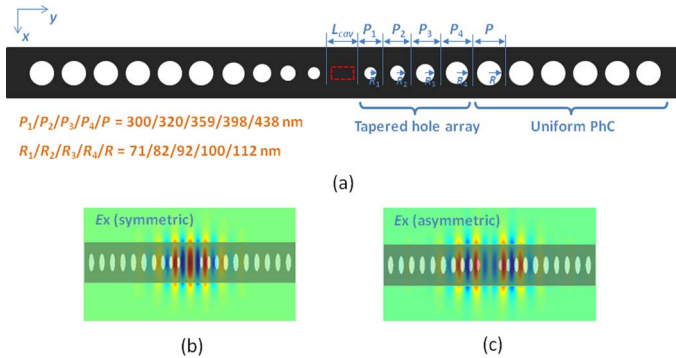 L_cav P_1 P_2 P_3 P_4 P
y
x
R_1 R_2 R_3 R_4 R
P_1/P_2/P_3/P_4/P = 300/320/359/398/438 nm
R_1/R_2/R_3/R_4/R = 71/82/92/100/112 nm
Tapered hole array Uniform PhC
(a)
Ex (symmetric) Ex (asymmetric)
(b) (c)